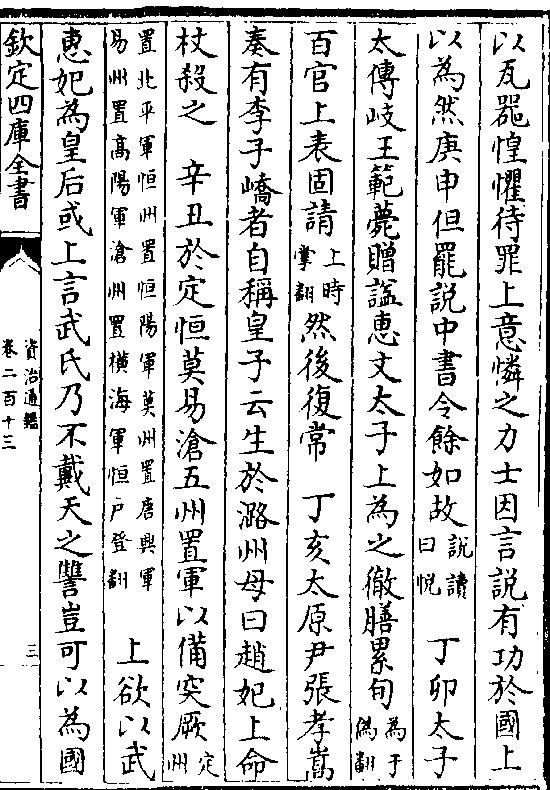 以瓦器惶懼待罪上意憐之力士因言說有功於國上
以為然庚申但罷說中書令餘如故說讀曰悅 丁卯太子
太傅岐王範薨贈諡惠文太子上為之徹膳累旬為于偽翻
百官上表固請上時掌翻然後復常 丁亥太原尹張孝嵩
奏有李子嶠者自稱皇子云生於潞州母曰趙妃上命
杖殺之 辛丑於定恒莫易滄五州置軍以備突厥定州
置北平軍恒州置恒陽軍莫州置唐興軍易州置高陽軍滄州置橫海軍恒戶登翻 上欲以武
惠妃為皇后或上言武氏乃不戴天之讐豈可以為國
欽定四庫全書
資治通鑑
卷二百十三
三